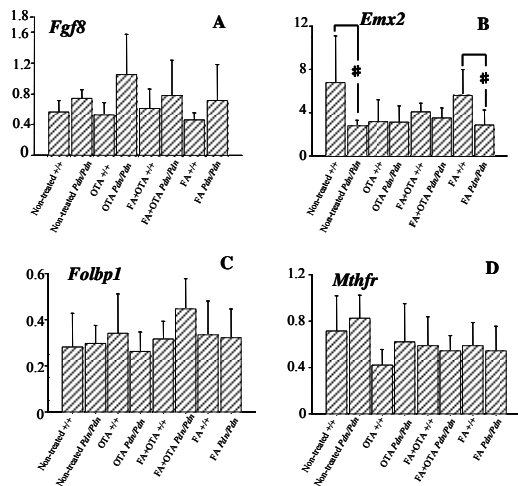 A
Fgf8
1.8
1.2
0.8
0.4
0
Non-treated +/+
Non-treated Pdn/Pdn
OTA +/+
OTA Pdn/Pdn
FA+OTA +/+
FA+OTA Pdn/Pdn
FA +/+
FA Pdn/Pdn
B
Emx2
12
8
4
0
#
#
Non-treated +/+
Non-treated Pdn/Pdn
OTA +/+
OTA Pdn/Pdn
FA+OTA +/+
FA+OTA Pdn/Pdn
FA +/+
FA Pdn/Pdn
C
Folbp1
0.6
0.4
0.2
0
Non-treated +/+
Non-treated Pdn/Pdn
OTA +/+
OTA Pdn/Pdn
FA+OTA +/+
FA+OTA Pdn/Pdn
FA +/+
FA Pdn/Pdn
D
Mthfr
1.2
0.8
0.4
0
Non-treated +/+
Non-treated Pdn/Pdn
OTA +/+
OTA Pdn/Pdn
FA+OTA +/+
FA+OTA Pdn/Pdn
FA +/+
FA Pdn/Pdn